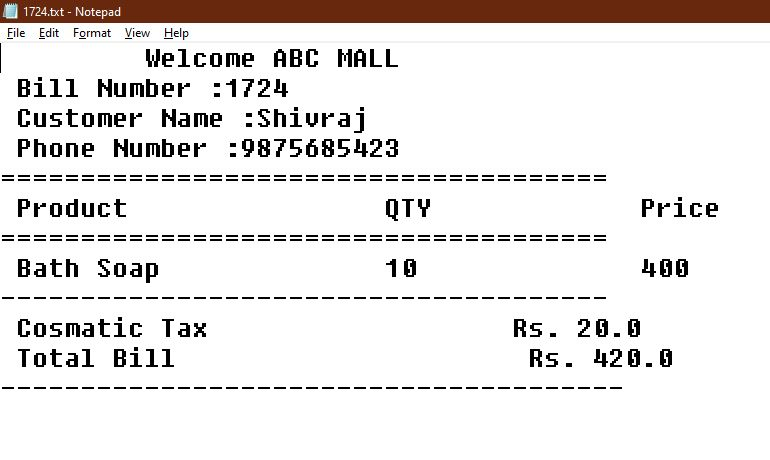 1724.txt - Notepad
File Edit Format View Help
Welcome ABC MALL
Bill Number :1724
Customer Name :Shivraj
Phone Number :9875685423
======================================
Product QTY Price
======================================
Bath Soap 10 400
--------------------------------------
Cosmatic Tax Rs. 20.0
Total Bill Rs. 420.0
---------------------------------------